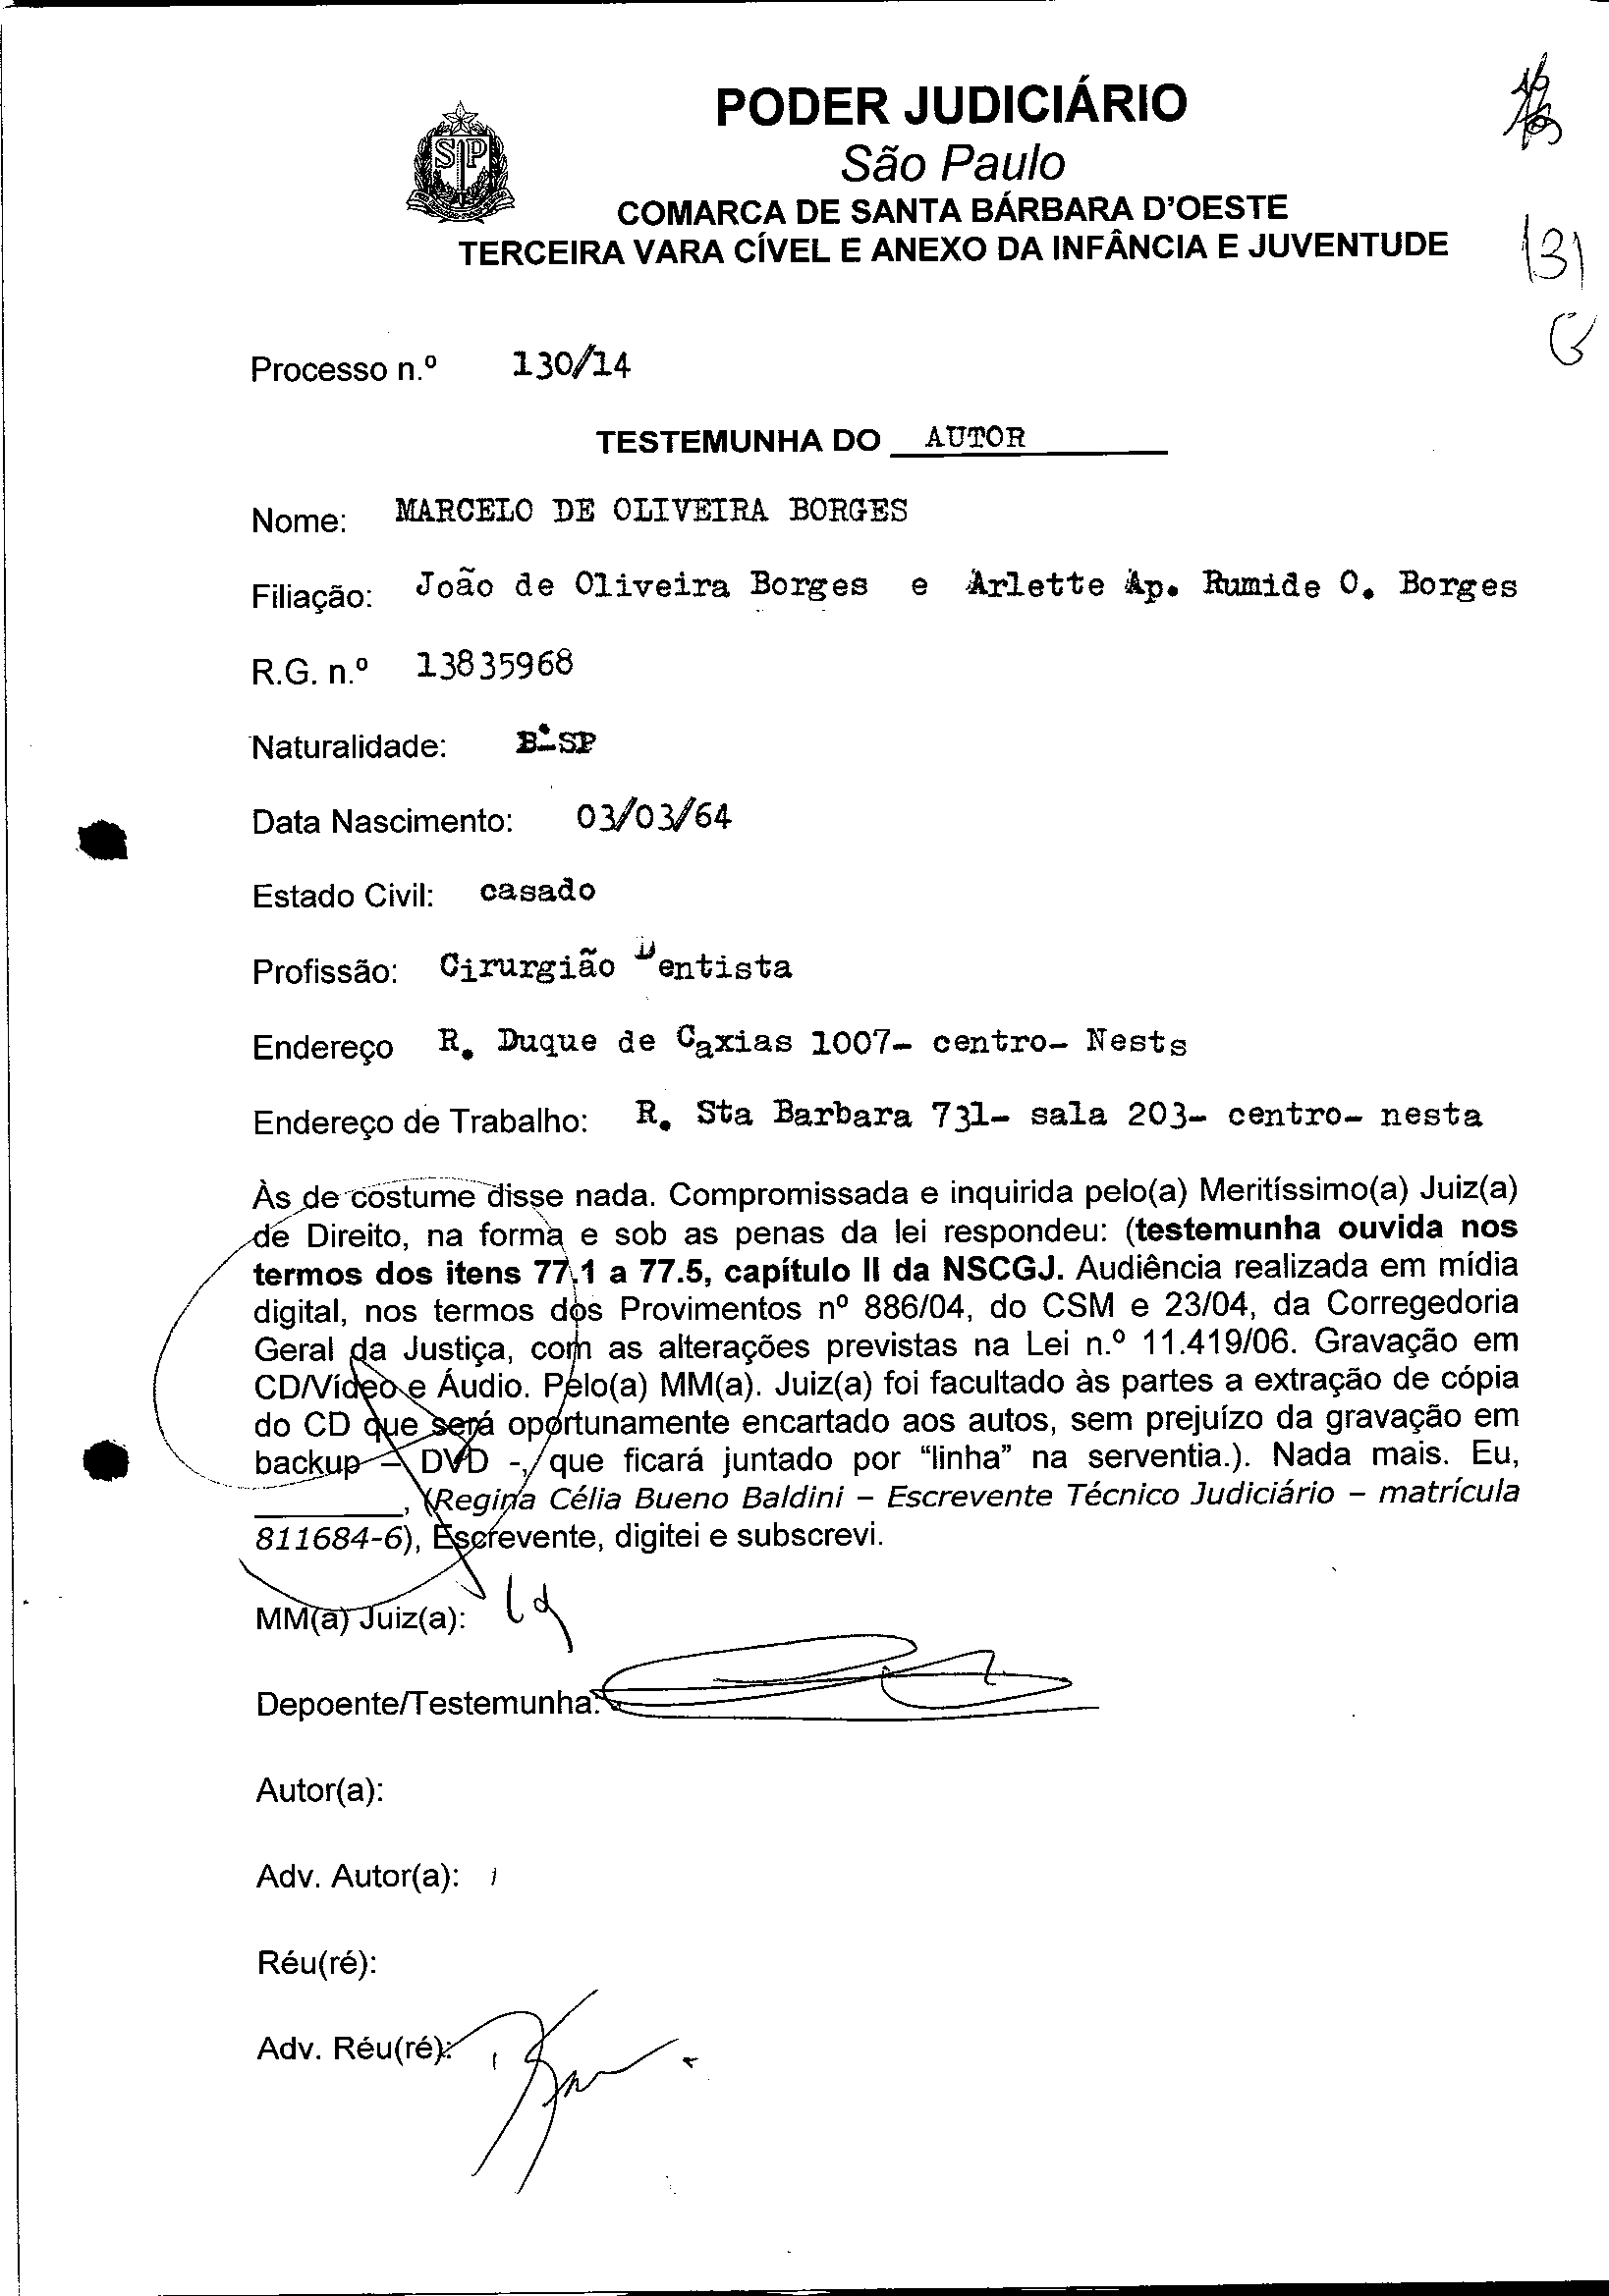 PODER JUDICIÁRIO
São Paulo
COMARCA DE SANTA BÁRBARA D'OESTE
TERCEIRA VARA CÍVEL E ANEXO DA INFÂNCIA E JUVENTUDE
131
Processo n.º 130/14
TESTEMUNHA DO AUTOR
Nome: MARCELO DE OLIVEIRA BORGES
Filiação: João de Oliveira Borges e Arlette Ap. Rumide O. Borges
R.G. n.º 13835968
Naturalidade: B-SP
Data Nascimento: 03/03/64
Estado Civil: casado
Profissão: Cirurgião Dentista
Endereço R. Duque de Caxias 1007- centro- Nests
Endereço de Trabalho: R. Sta Barbara 731- sala 203- centro- nesta
Às de costume disse nada. Compromissada e inquirida pelo(a) Meritíssimo(a) Juiz(a)
de Direito, na forma e sob as penas da lei respondeu: (testemunha ouvida nos
termos dos itens 77.1 a 77.5, capítulo II da NSCGJ. Audiência realizada em mídia
digital, nos termos dos Provimentos nº 886/04, do CSM e 23/04, da Corregedoria
Geral da Justiça, com as alterações previstas na Lei n.º 11.419/06. Gravação em
CD/Vídeo e Áudio. Pelo(a) MM(a). Juiz(a) foi facultado às partes a extração de cópia
do CD que será oportunamente encartado aos autos, sem prejuízo da gravação em
backup – DVD -, que ficará juntado por "linha" na serventia.). Nada mais. Eu,
________, (Regina Célia Bueno Baldini – Escrevente Técnico Judiciário – matrícula
811684-6), Escrevente, digitei e subscrevi.
MM(a) Juiz(a):
Depoente/Testemunha:
Autor(a):
Adv. Autor(a):
Réu(ré):
Adv. Réu(ré):